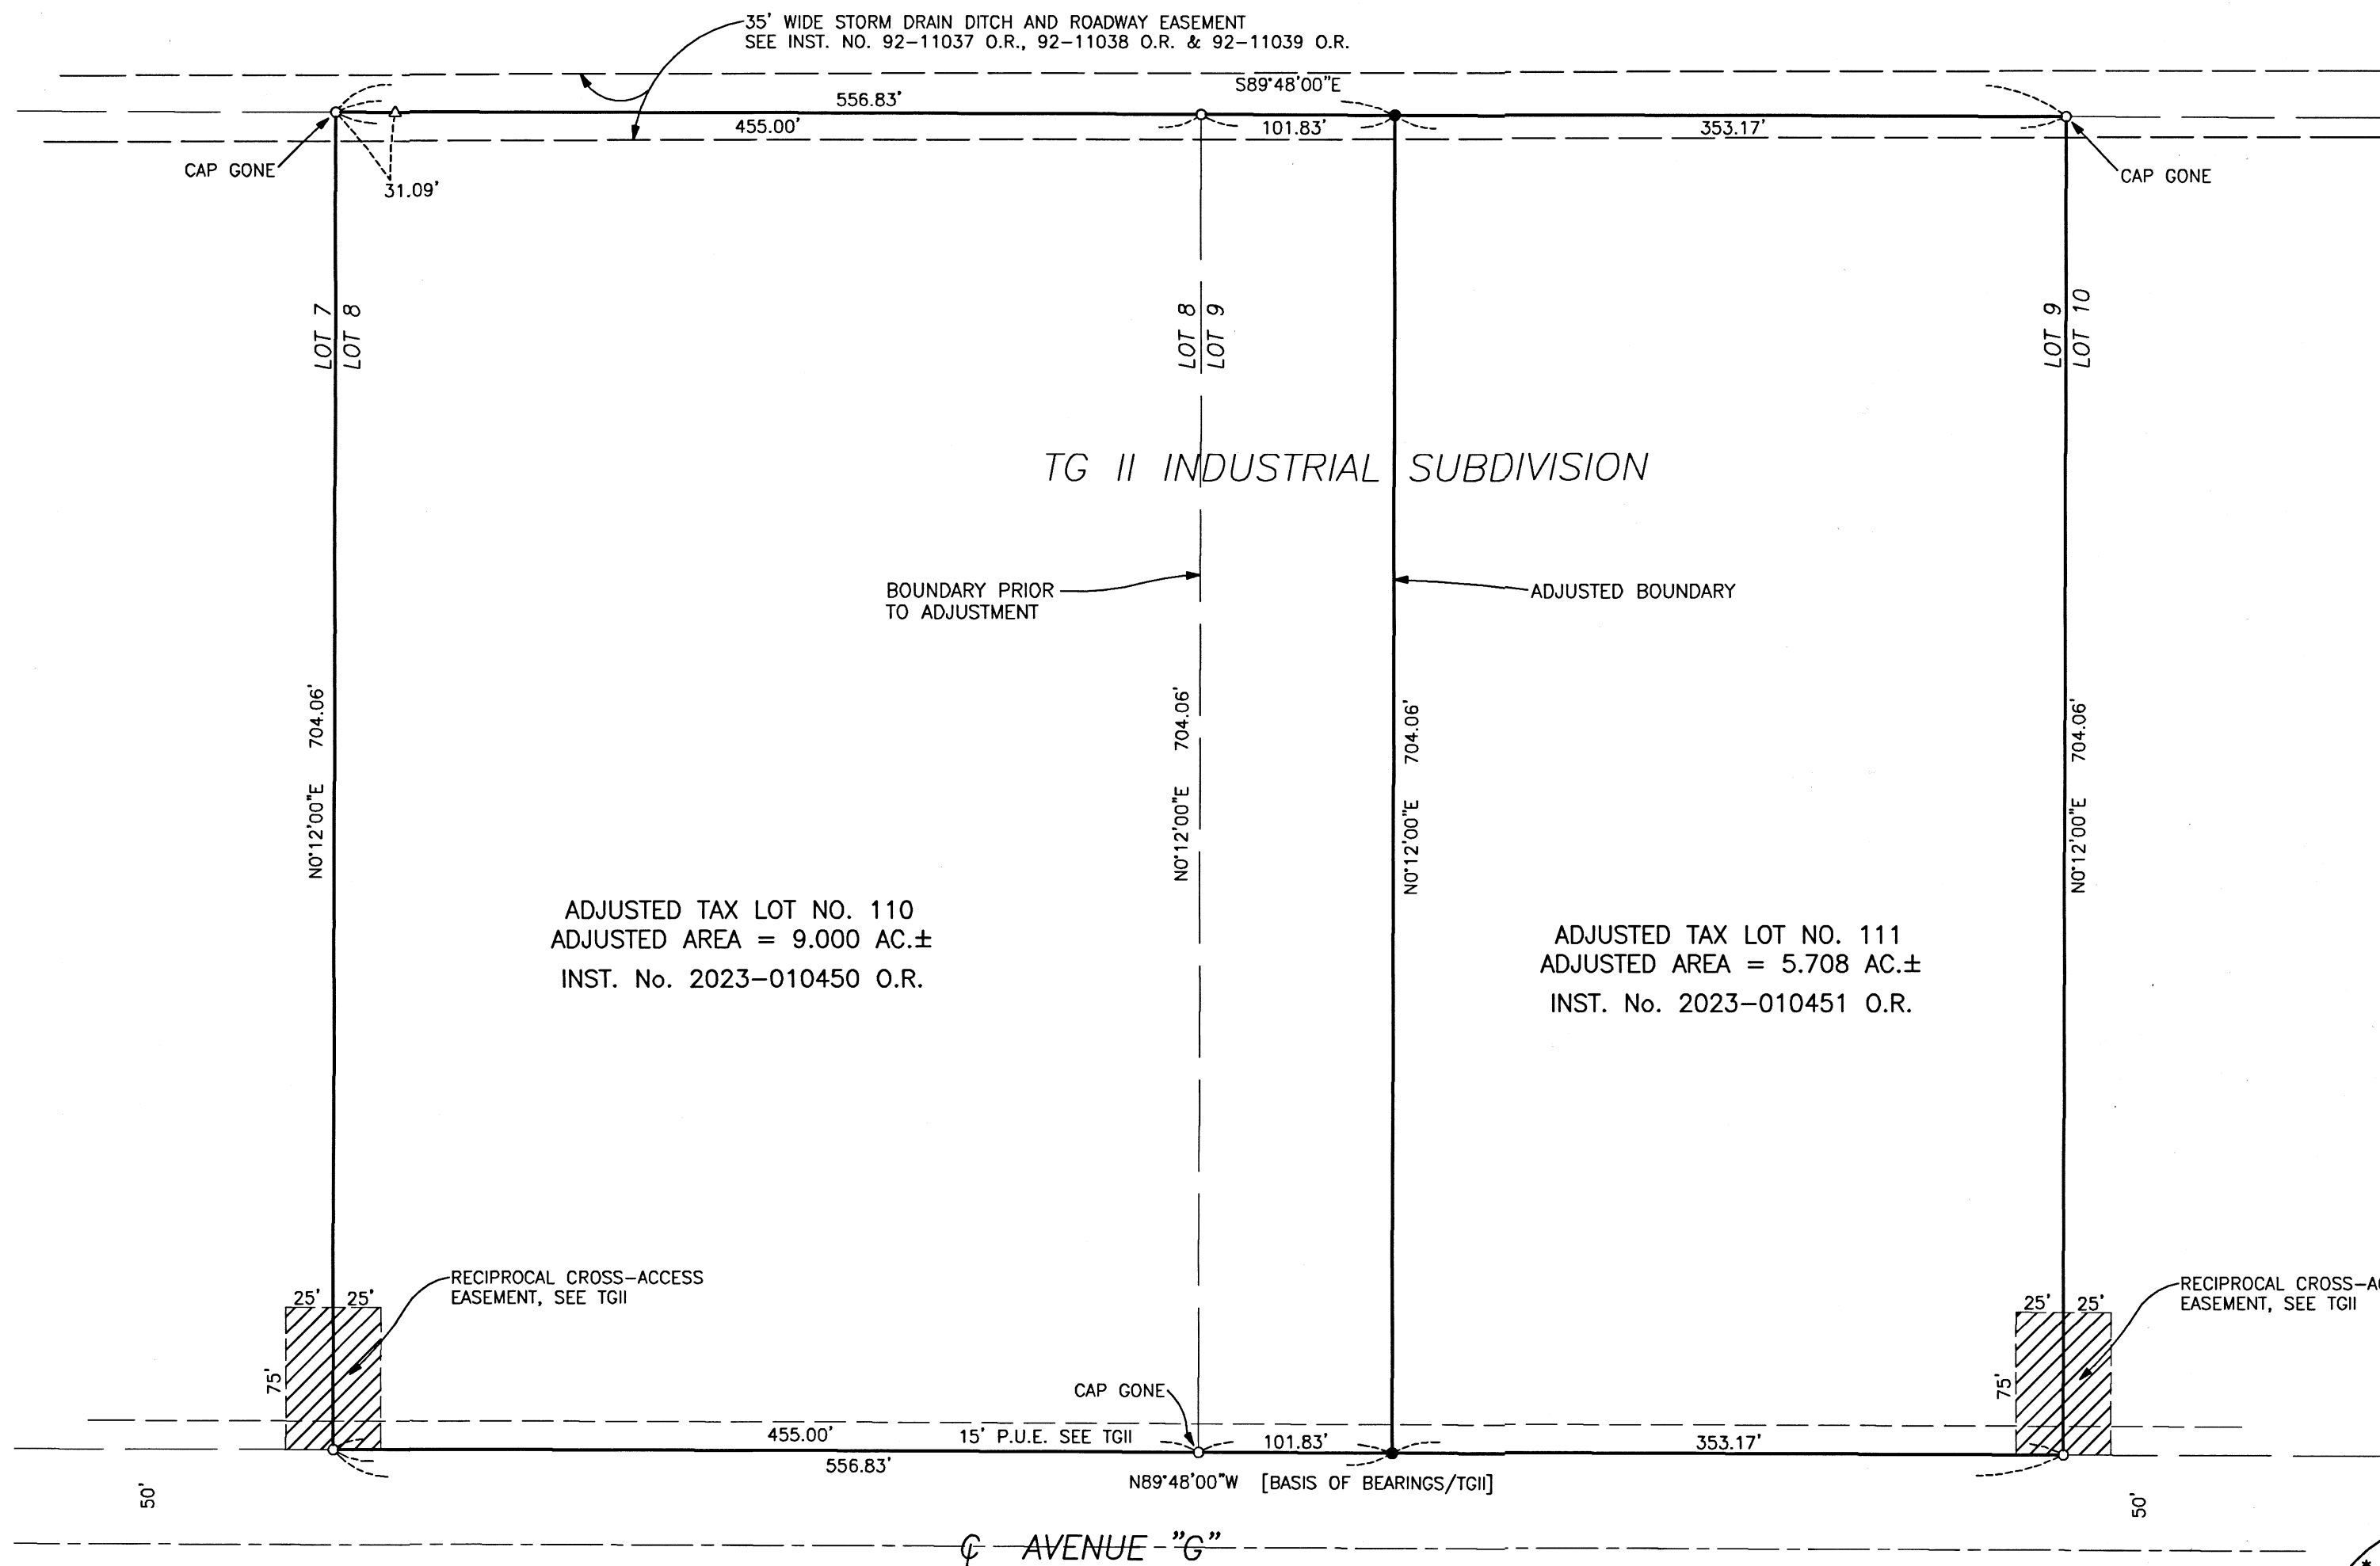 35' WIDE STORM DRAIN DITCH AND ROADWAY EASEMENT
SEE INST. NO. 92-11037 O.R., 92-11038 O.R. & 92-11039 O.R.
S89°48'00"E
556.83'
455.00'
101.83'
353.17'
CAP GONE
31.09'
CAP GONE
LOT 7
LOT 8
LOT 8
LOT 9
LOT 9
LOT 10
TG II INDUSTRIAL SUBDIVISION
BOUNDARY PRIOR
TO ADJUSTMENT
ADJUSTED BOUNDARY
N0°12'00"E 704.06'
N0°12'00"E 704.06'
N0°12'00"E 704.06'
N0°12'00"E 704.06'
ADJUSTED TAX LOT NO. 110
ADJUSTED AREA = 9.000 AC.±
INST. No. 2023-010450 O.R.
ADJUSTED TAX LOT NO. 111
ADJUSTED AREA = 5.708 AC.±
INST. No. 2023-010451 O.R.
RECIPROCAL CROSS-ACCESS
EASEMENT, SEE TGII
25' 25'
75'
RECIPROCAL CROSS-A
EASEMENT, SEE TGII
25' 25'
75'
CAP GONE
455.00'
15' P.U.E. SEE TGII
101.83'
353.17'
556.83'
N89°48'00"W [BASIS OF BEARINGS/TGII]
50'
50'
℄ AVENUE "G"